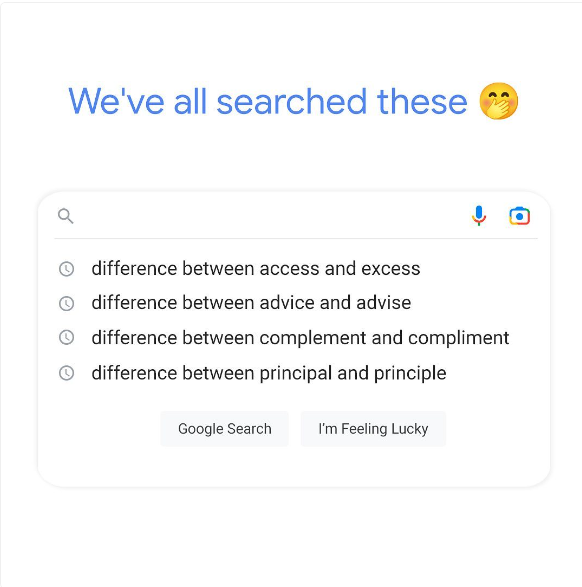 We've all searched these 🤭
difference between access and excess
difference between advice and advise
difference between complement and compliment
difference between principal and principle
Google Search
I'm Feeling Lucky